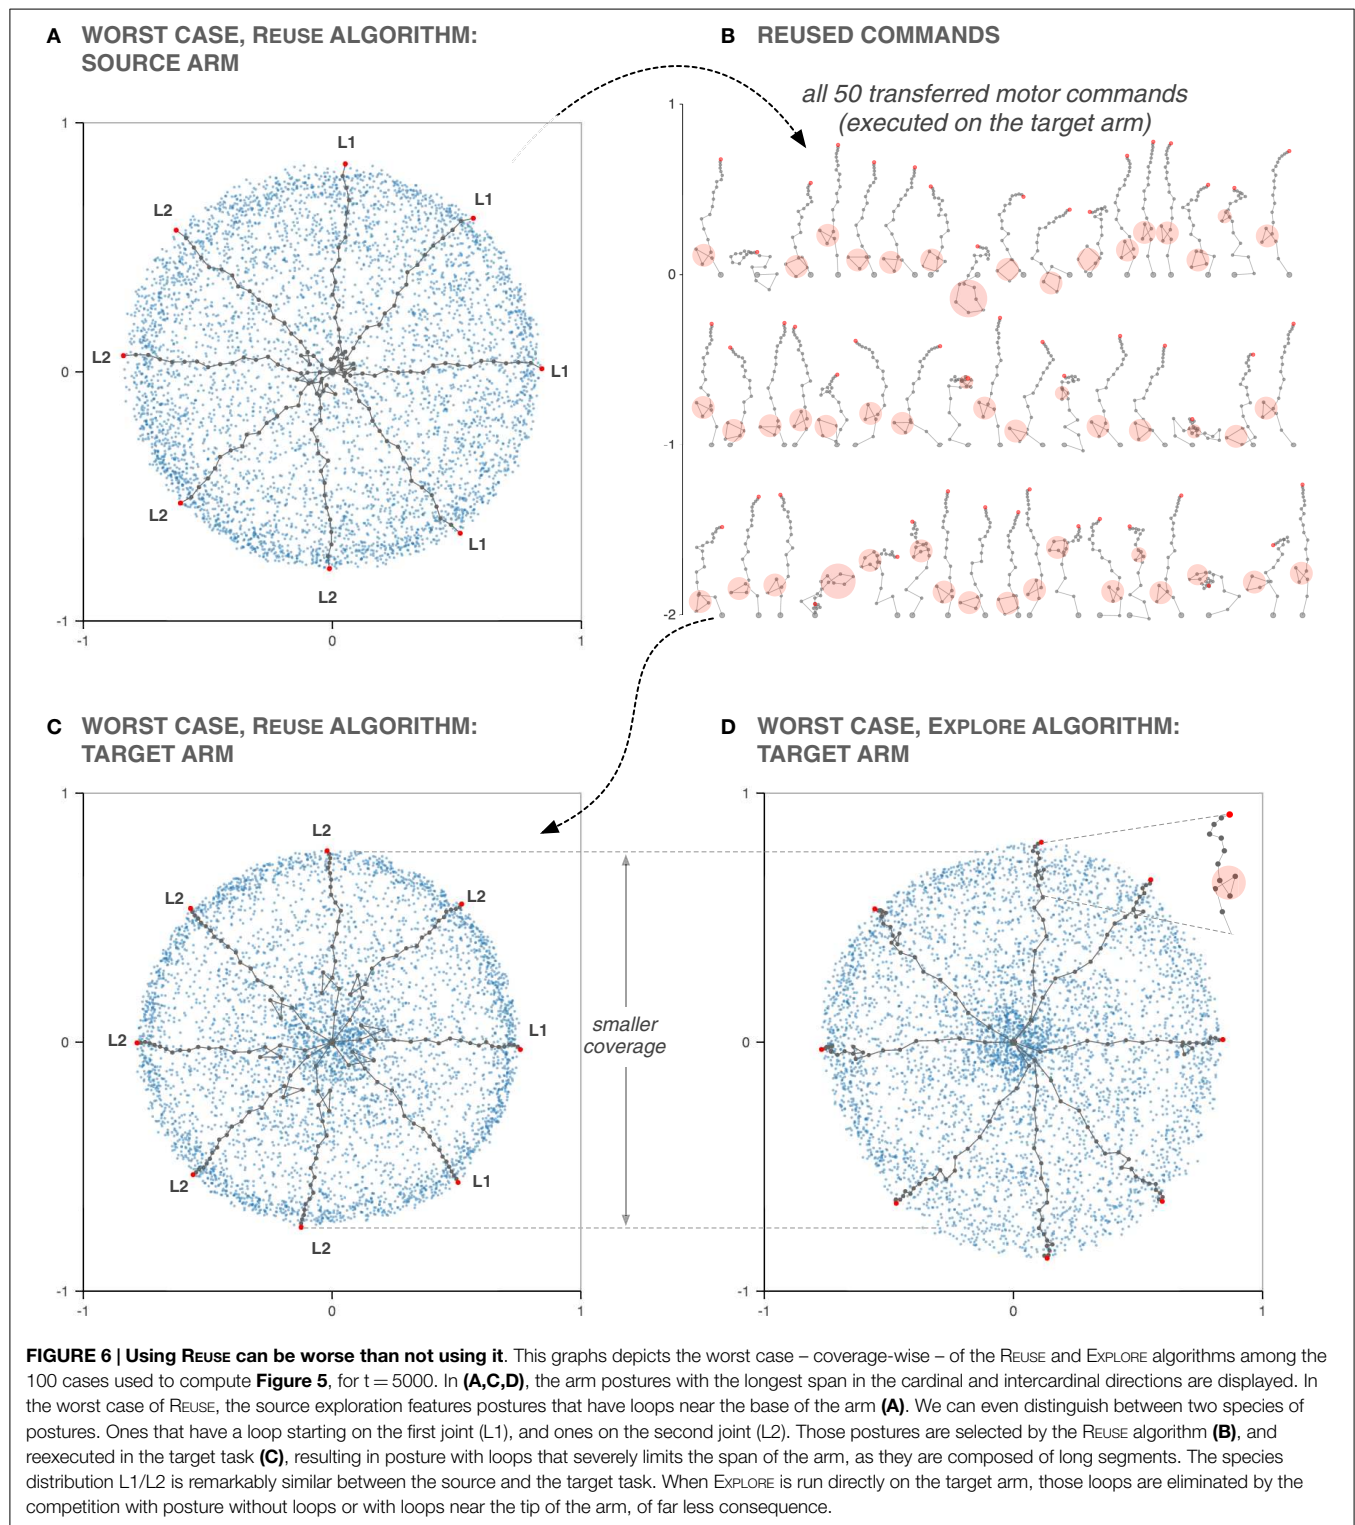 A WORST CASE, REUSE ALGORITHM:
SOURCE ARM
B REUSED COMMANDS
all 50 transferred motor commands
(executed on the target arm)
1
0
-1
-1
0
1
L1
L1
L1
L1
L2
L2
L2
L2
1
0
-1
-2
C WORST CASE, REUSE ALGORITHM:
TARGET ARM
D WORST CASE, EXPLORE ALGORITHM:
TARGET ARM
1
0
-1
-1
0
1
L2
L2
L1
L1
L2
L2
L2
L2
smaller
coverage
1
0
-1
-1
0
1
FIGURE 6 | Using REUSE can be worse than not using it. This graphs depicts the worst case – coverage-wise – of the REUSE and EXPLORE algorithms among the
100 cases used to compute Figure 5, for t = 5000. In (A,C,D), the arm postures with the longest span in the cardinal and intercardinal directions are displayed. In
the worst case of REUSE, the source exploration features postures that have loops near the base of the arm (A). We can even distinguish between two species of
postures. Ones that have a loop starting on the first joint (L1), and ones on the second joint (L2). Those postures are selected by the REUSE algorithm (B), and
reexecuted in the target task (C), resulting in posture with loops that severely limits the span of the arm, as they are composed of long segments. The species
distribution L1/L2 is remarkably similar between the source and the target task. When EXPLORE is run directly on the target arm, those loops are eliminated by the
competition with posture without loops or with loops near the tip of the arm, of far less consequence.